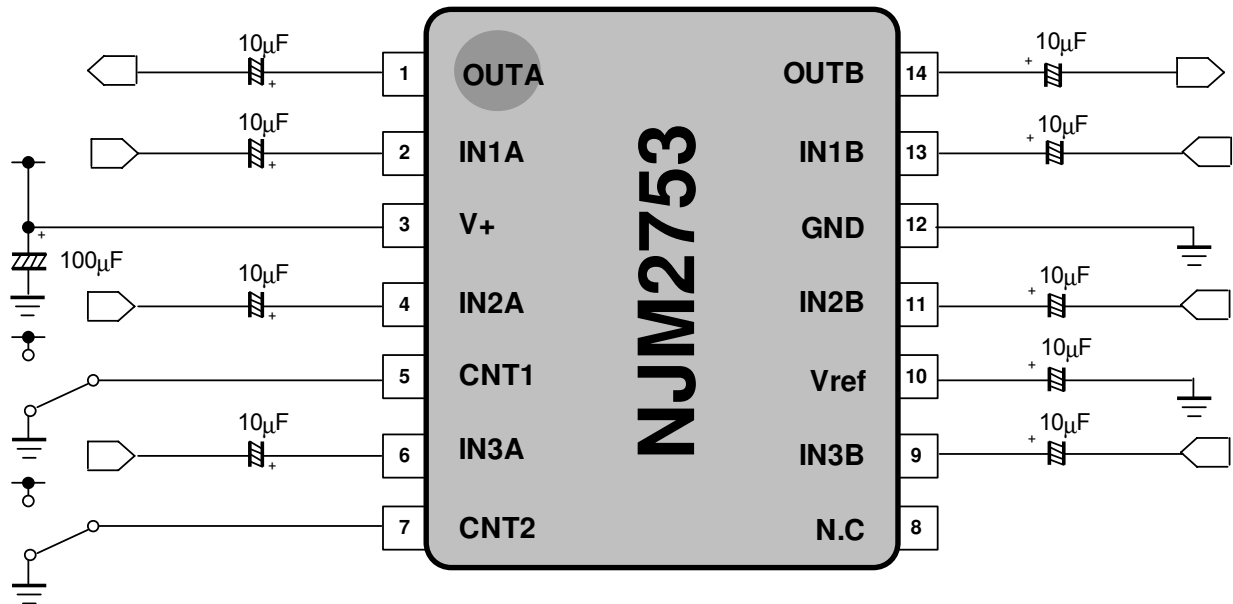 10μF
1
OUTA
OUTB
14
+
10μF
+
10μF
2
IN1A
IN1B
13
+
10μF
+
3
V+
GND
12
+
100μF
10μF
4
IN2A
IN2B
11
+
10μF
+
5
CNT1
Vref
10
+
10μF
10μF
6
IN3A
IN3B
9
+
10μF
+
7
CNT2
N.C
8
NJM2753